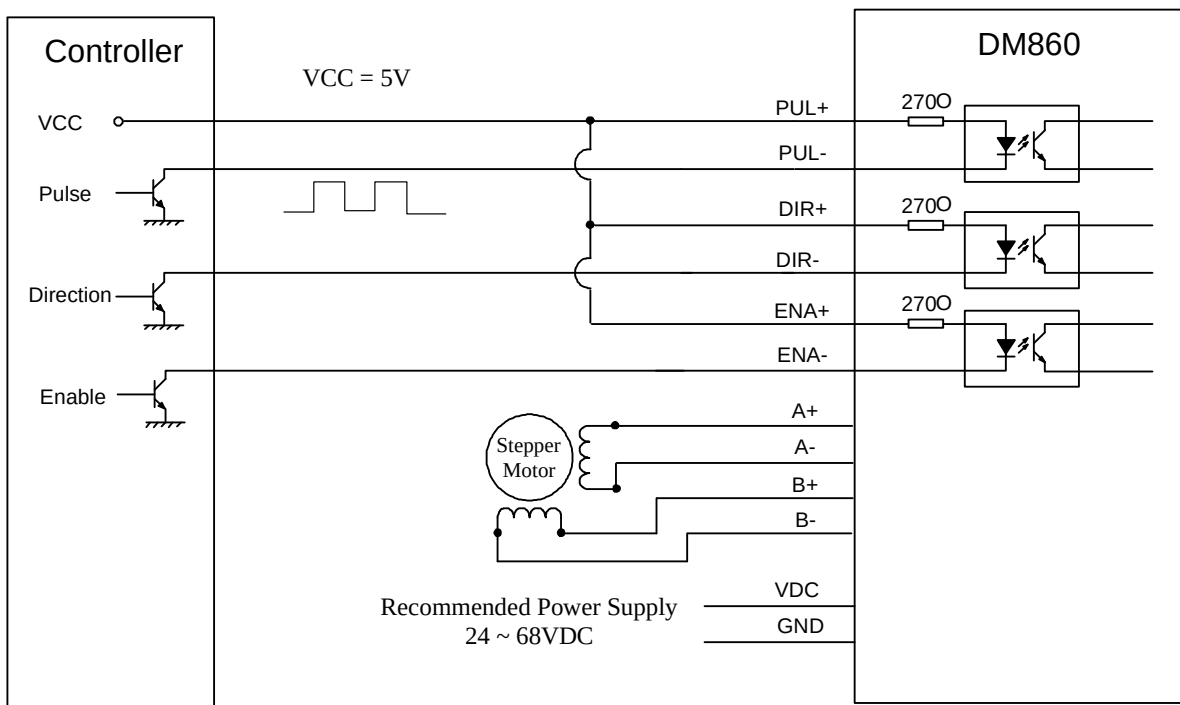 Controller
DM860
VCC = 5V
VCC
PUL+
270O
PUL-
Pulse
DIR+
270O
DIR-
Direction
ENA+
270O
ENA-
Enable
A+
Stepper
Motor
A-
B+
B-
VDC
Recommended Power Supply
24 ~ 68VDC
GND